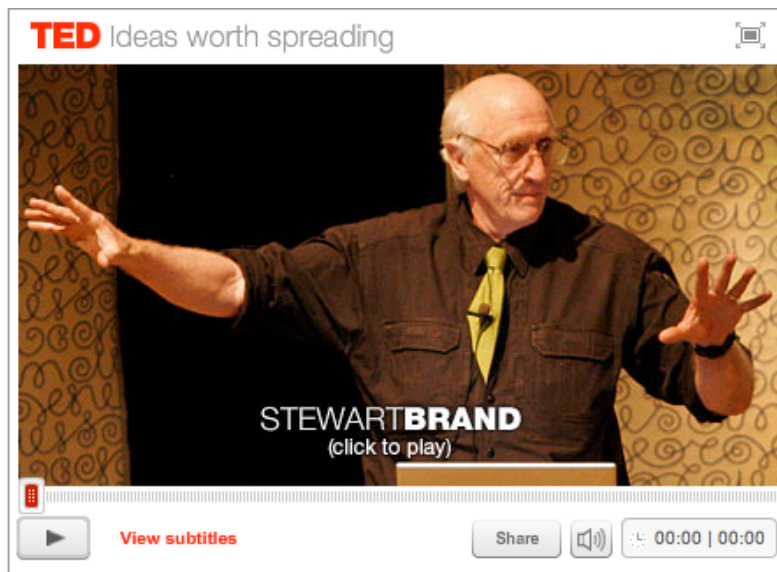 TED Ideas worth spreading
STEWARTBRAND
(click to play)
View subtitles
Share
00:00 | 00:00